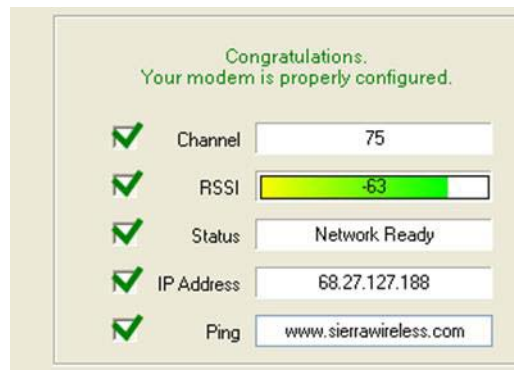 Congratulations.
Your modem is properly configured.
Channel 75
RSSI -63
Status Network Ready
IP Address 68.27.127.188
Ping www.sierrawireless.com